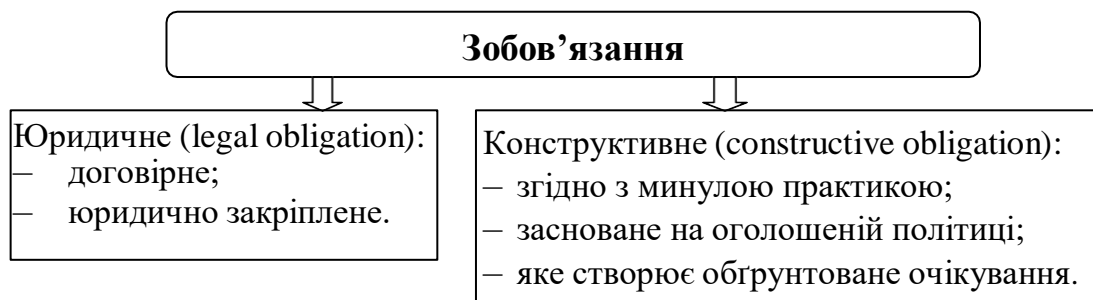 Зобов’язання
Юридичне (legal obligation):
– договірне;
– юридично закріплене.
Конструктивне (constructive obligation):
– згідно з минулою практикою;
– засноване на оголошеній політиці;
– яке створює обґрунтоване очікування.